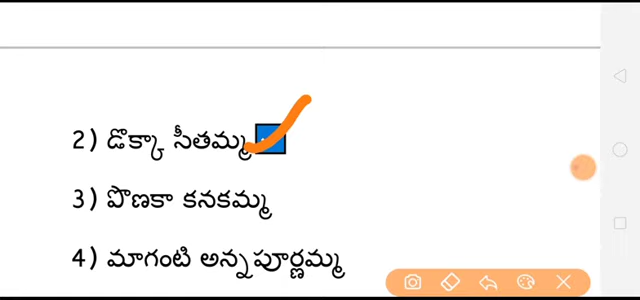 2) డొక్కా సీతమ్మ
3) పొణకా కనకమ్మ
4) మాగంటి అన్నపూర్ణమ్మ